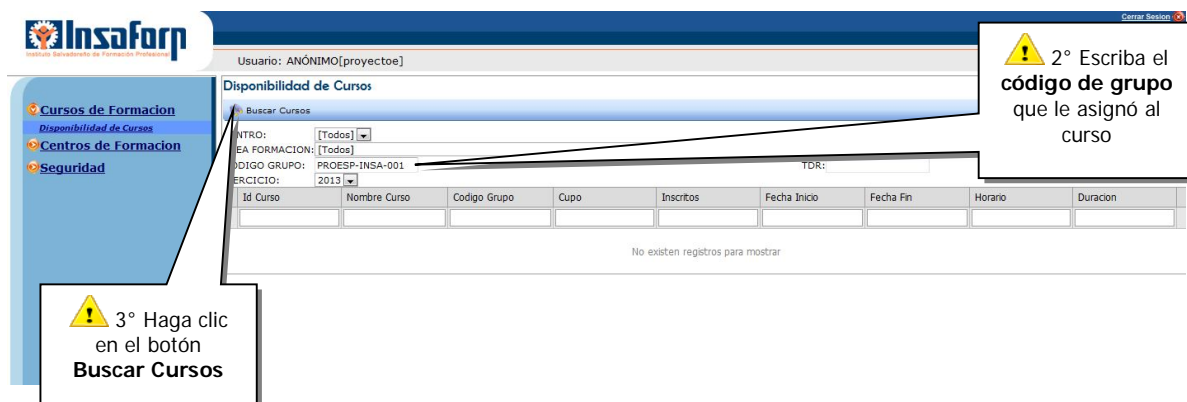 Cerrar Sesion
Insaforp
Instituto Salvadoreño de Formación Profesional
Usuario: ANÓNIMO[proyectoe]
2° Escriba el
código de grupo
que le asignó al
curso
Disponibilidad de Cursos
Buscar Cursos
Cursos de Formacion
Disponibilidad de Cursos
Centros de Formacion
Seguridad
NTRO: [Todos]
EA FORMACION: [Todos]
ODIGO GRUPO: PROESP-INSA-001 TDR:
ERCICIO: 2013
Id Curso Nombre Curso Codigo Grupo Cupo Inscritos Fecha Inicio Fecha Fin Horario Duracion
No existen registros para mostrar
3° Haga clic
en el botón
Buscar Cursos